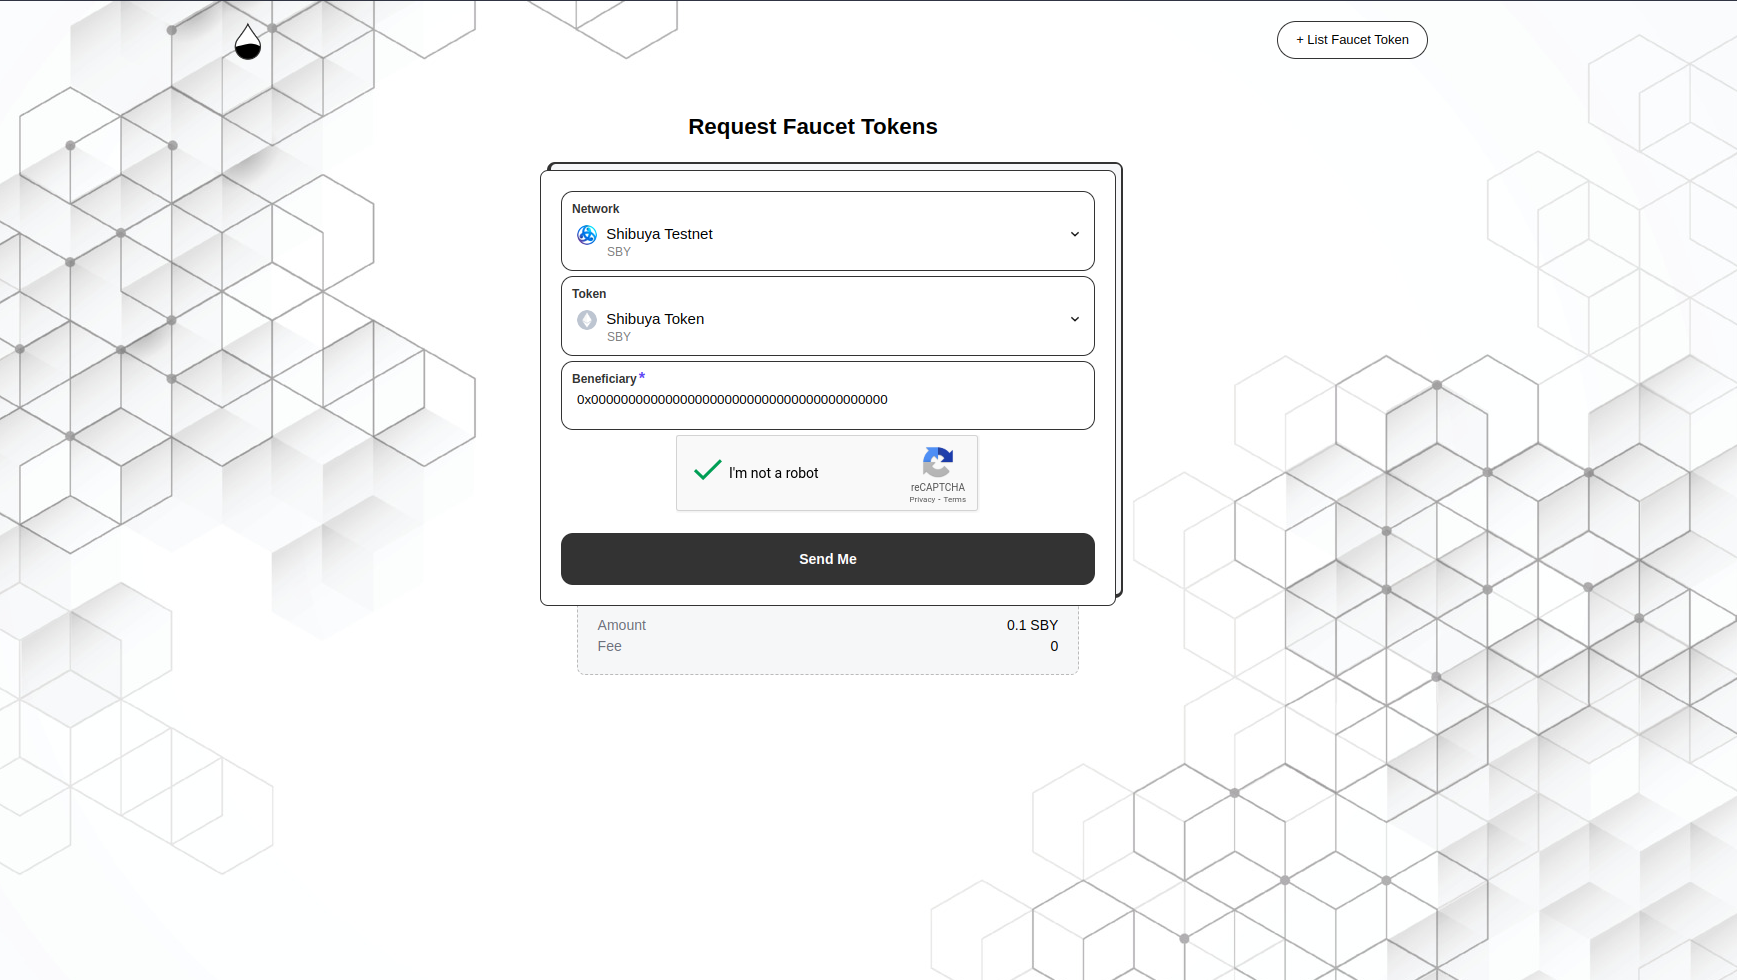 + List Faucet Token
Request Faucet Tokens
Network
Shibuya Testnet
SBY
Token
Shibuya Token
SBY
Beneficiary *
0x0000000000000000000000000000000000000000
I'm not a robot
reCAPTCHA
Privacy - Terms
Send Me
Amount 0.1 SBY
Fee 0